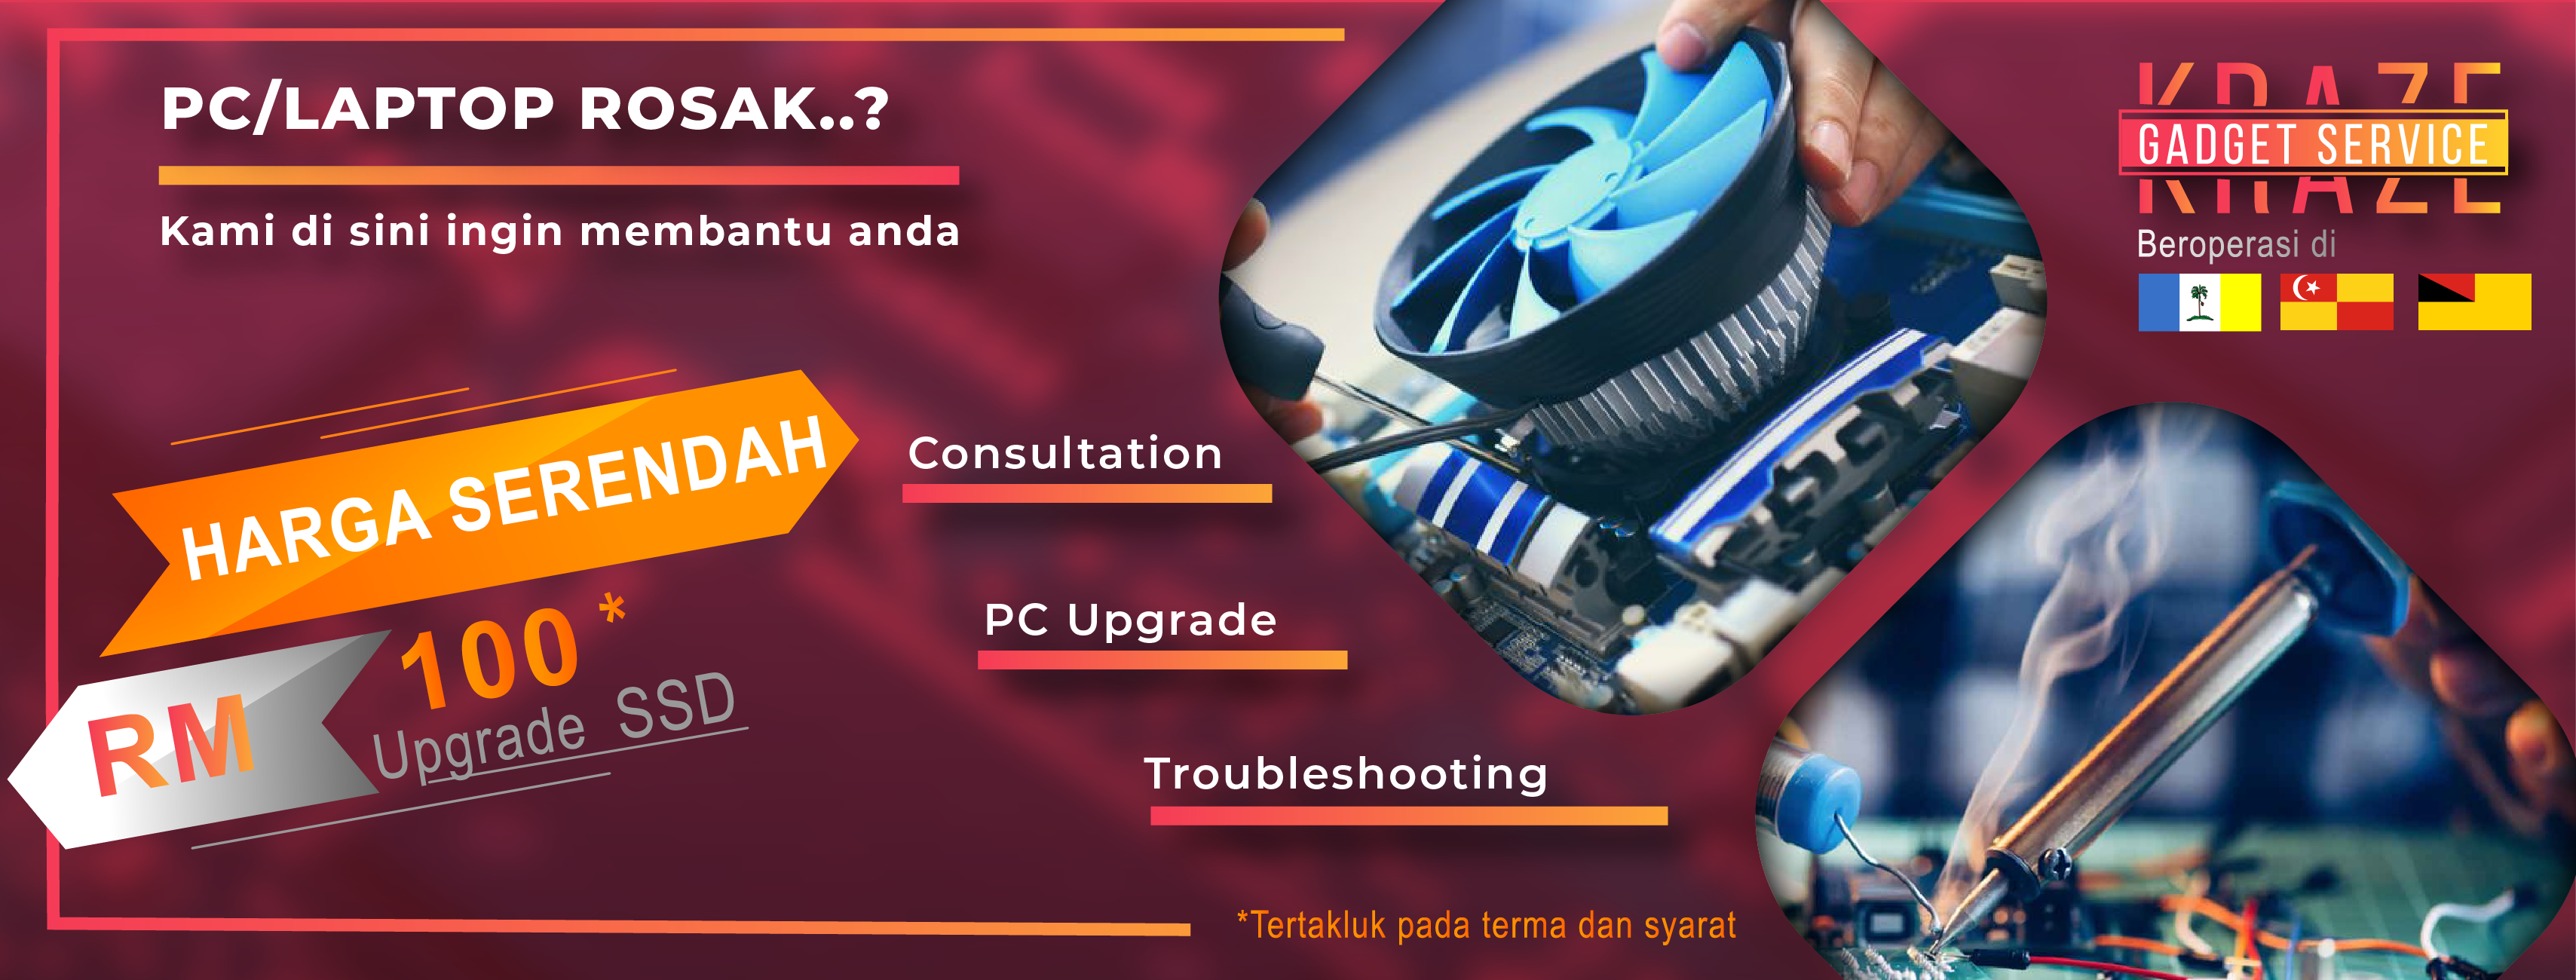 PC/LAPTOP ROSAK..?
Kami di sini ingin membantu anda
HARGA SERENDAH
RM 100*
Upgrade SSD
Consultation
PC Upgrade
Troubleshooting
*Tertakluk pada terma dan syarat
KRAZE
GADGET SERVICE
Beroperasi di